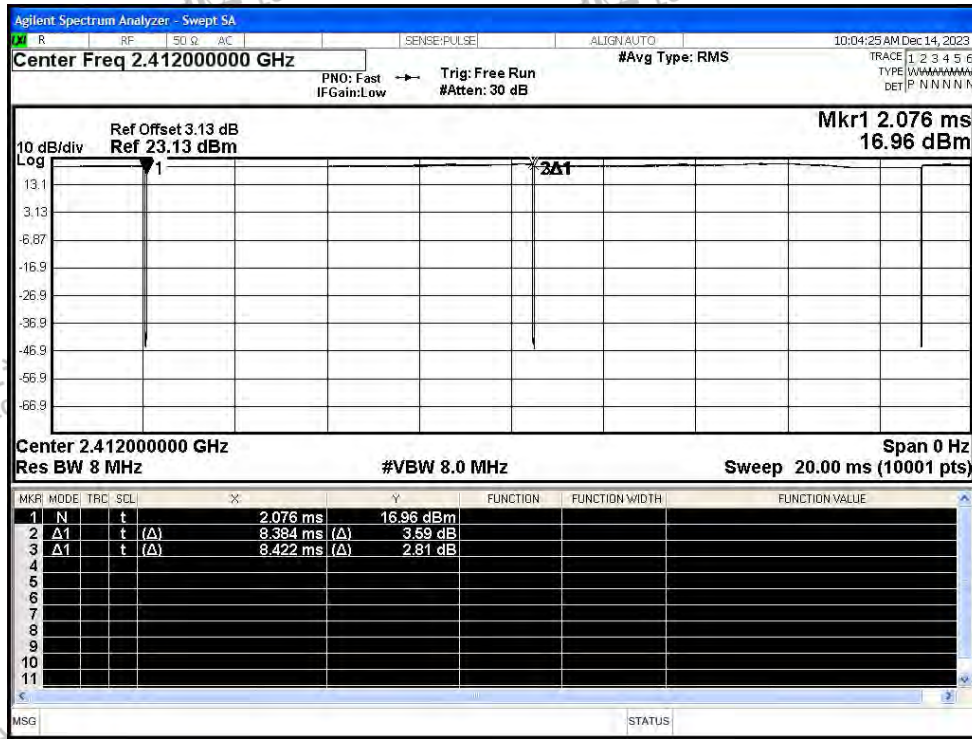 Agilent Spectrum Analyzer - Swept SA
LXI R RF 50 Ω AC SENSE:PULSE ALIGN AUTO 10:04:25 AM Dec 14, 2023
Center Freq 2.412000000 GHz #Avg Type: RMS TRACE 1 2 3 4 5 6
PNO: Fast Trig: Free Run TYPE WWWWWW
IFGain:Low #Atten: 30 dB DET P N N N N N
Mkr1 2.076 ms
Ref Offset 3.13 dB
10 dB/div Ref 23.13 dBm 16.96 dBm
Log
1 3Δ1
13.1
3.13
-6.87
-16.9
-26.9
-36.9
-46.9
-56.9
-66.9
Center 2.412000000 GHz Span 0 Hz
Res BW 8 MHz #VBW 8.0 MHz Sweep 20.00 ms (10001 pts)
MKR MODE TRC SCL X Y FUNCTION FUNCTION WIDTH FUNCTION VALUE
1 N t 2.076 ms 16.96 dBm
2 Δ1 t (Δ) 8.384 ms (Δ) 3.59 dB
3 Δ1 t (Δ) 8.422 ms (Δ) 2.81 dB
4
5
6
7
8
9
10
11
MSG STATUS